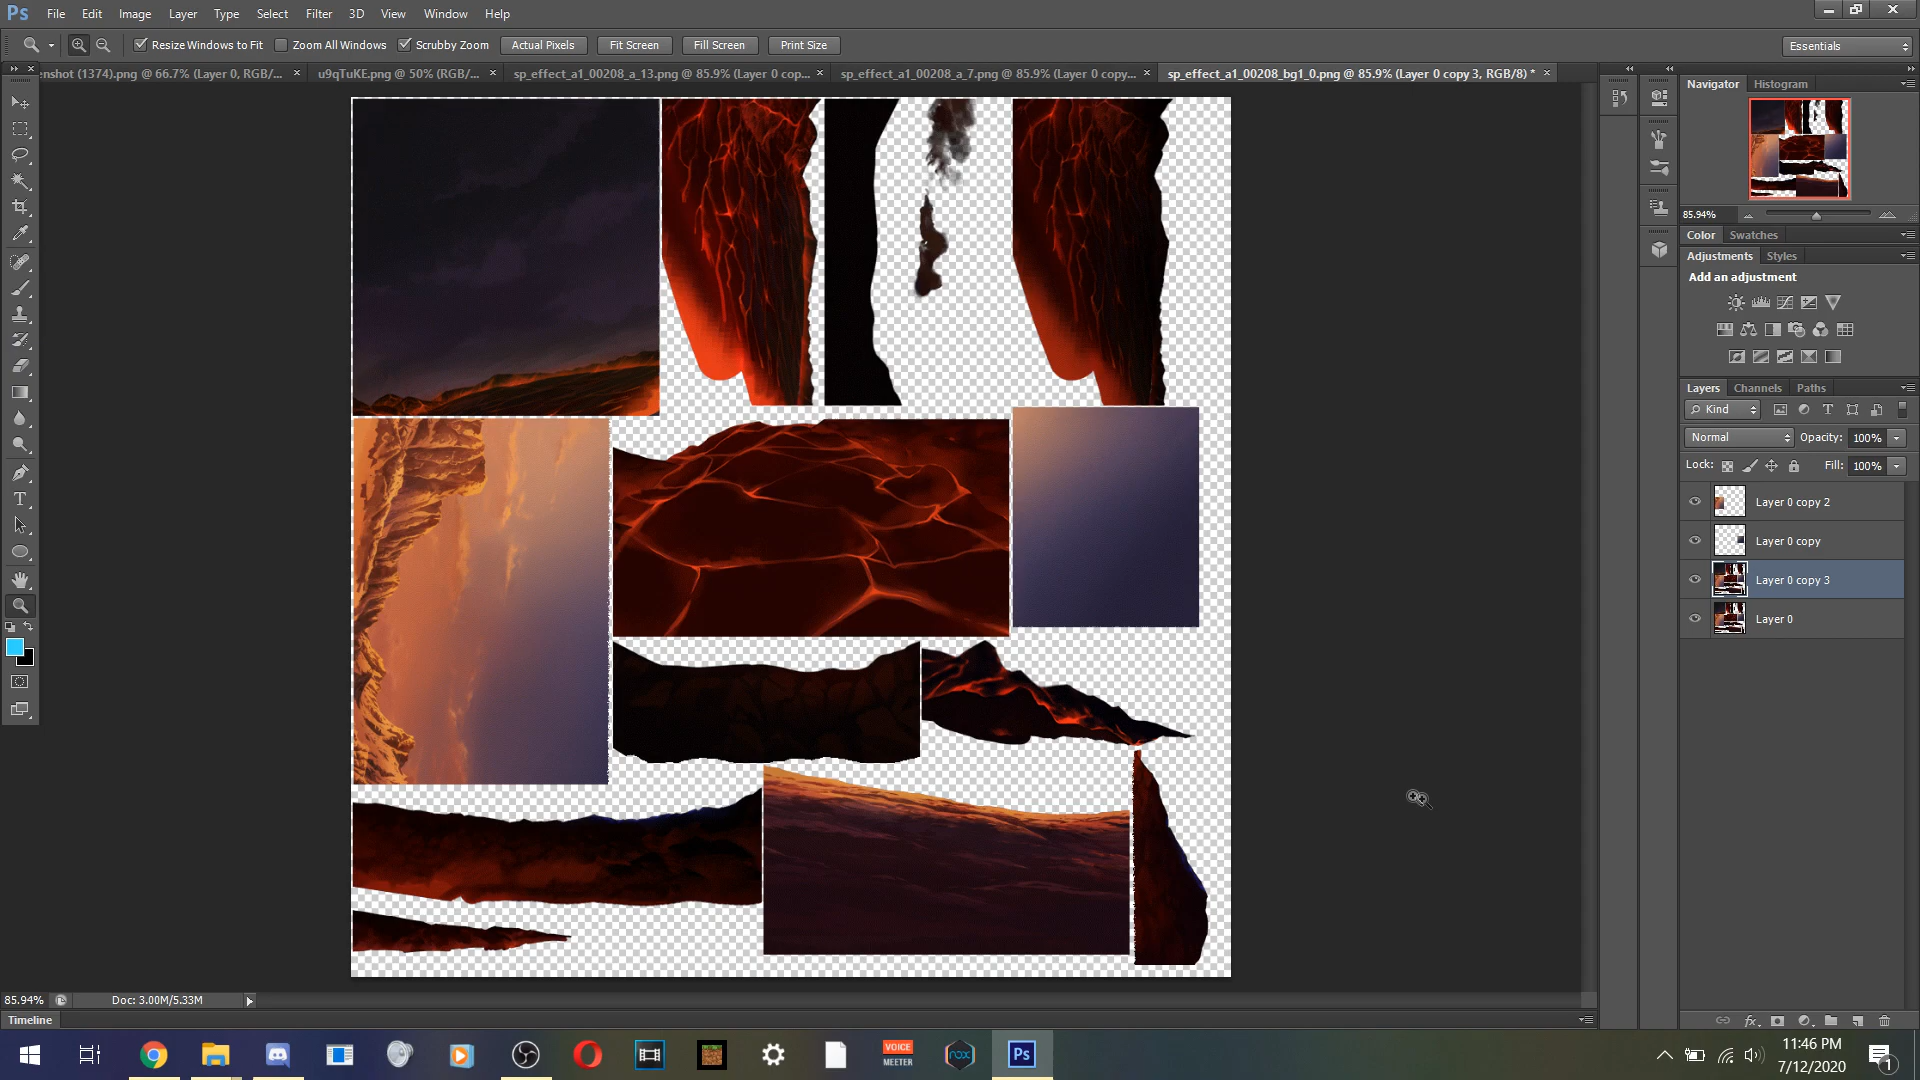 Ps File Edit Image Layer Type Select Filter 3D View Window Help
Resize Windows to Fit Zoom All Windows Scrubby Zoom Actual Pixels Fit Screen Fill Screen Print Size Essentials
enshot (1374).png @ 66.7% (Layer 0, RGB/... × u9qTuKE.png @ 50% (RGB/... × sp_effect_a1_00208_a_13.png @ 85.9% (Layer 0 cop... × sp_effect_a1_00208_a_7.png @ 85.9% (Layer 0 copy... × sp_effect_a1_00208_bg1_0.png @ 85.9% (Layer 0 copy 3, RGB/8) * ×
Navigator Histogram
85.94%
Color Swatches
Adjustments Styles
Add an adjustment
Layers Channels Paths
Kind
Normal Opacity: 100%
Lock: Fill: 100%
Layer 0 copy 2
Layer 0 copy
Layer 0 copy 3
Layer 0
85.94% Doc: 3.00M/5.33M
Timeline
VOICE
MEETER
nox
Ps
11:46 PM
7/12/2020
1